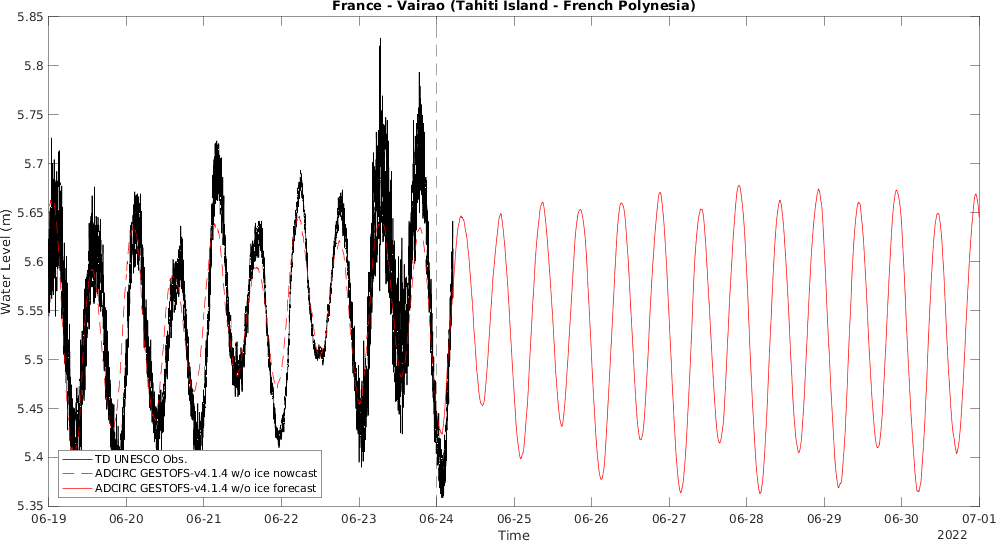 France - Vairao (Tahiti Island - French Polynesia)
5.85
5.8
5.75
5.7
5.65
5.6
5.55
5.5
5.45
5.4
5.35
Water Level (m)
TD UNESCO Obs.
ADCIRC GESTOFS-v4.1.4 w/o ice nowcast
ADCIRC GESTOFS-v4.1.4 w/o ice forecast
06-19 06-20 06-21 06-22 06-23 06-24 06-25 06-26 06-27 06-28 06-29 06-30 07-01
Time
2022